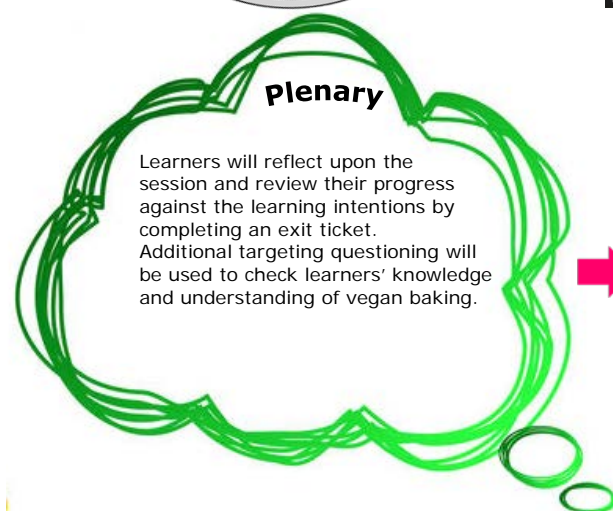 Plenary
Learners will reflect upon the
session and review their progress
against the learning intentions by
completing an exit ticket.
Additional targeting questioning will
be used to check learners' knowledge
and understanding of vegan baking.